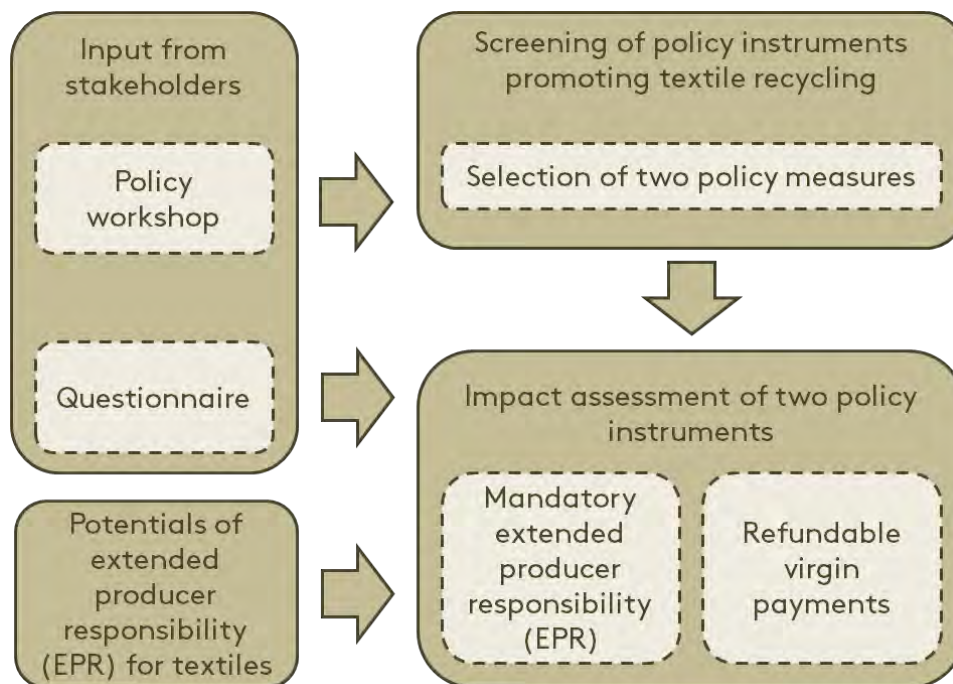 Input from
stakeholders
Policy
workshop
Questionnaire
Potentials of
extended
producer
responsibility
(EPR) for textiles
Screening of policy instruments
promoting textile recycling
Selection of two policy measures
Impact assessment of two policy
instruments
Mandatory
extended
producer
responsibility
(EPR)
Refundable
virgin
payments